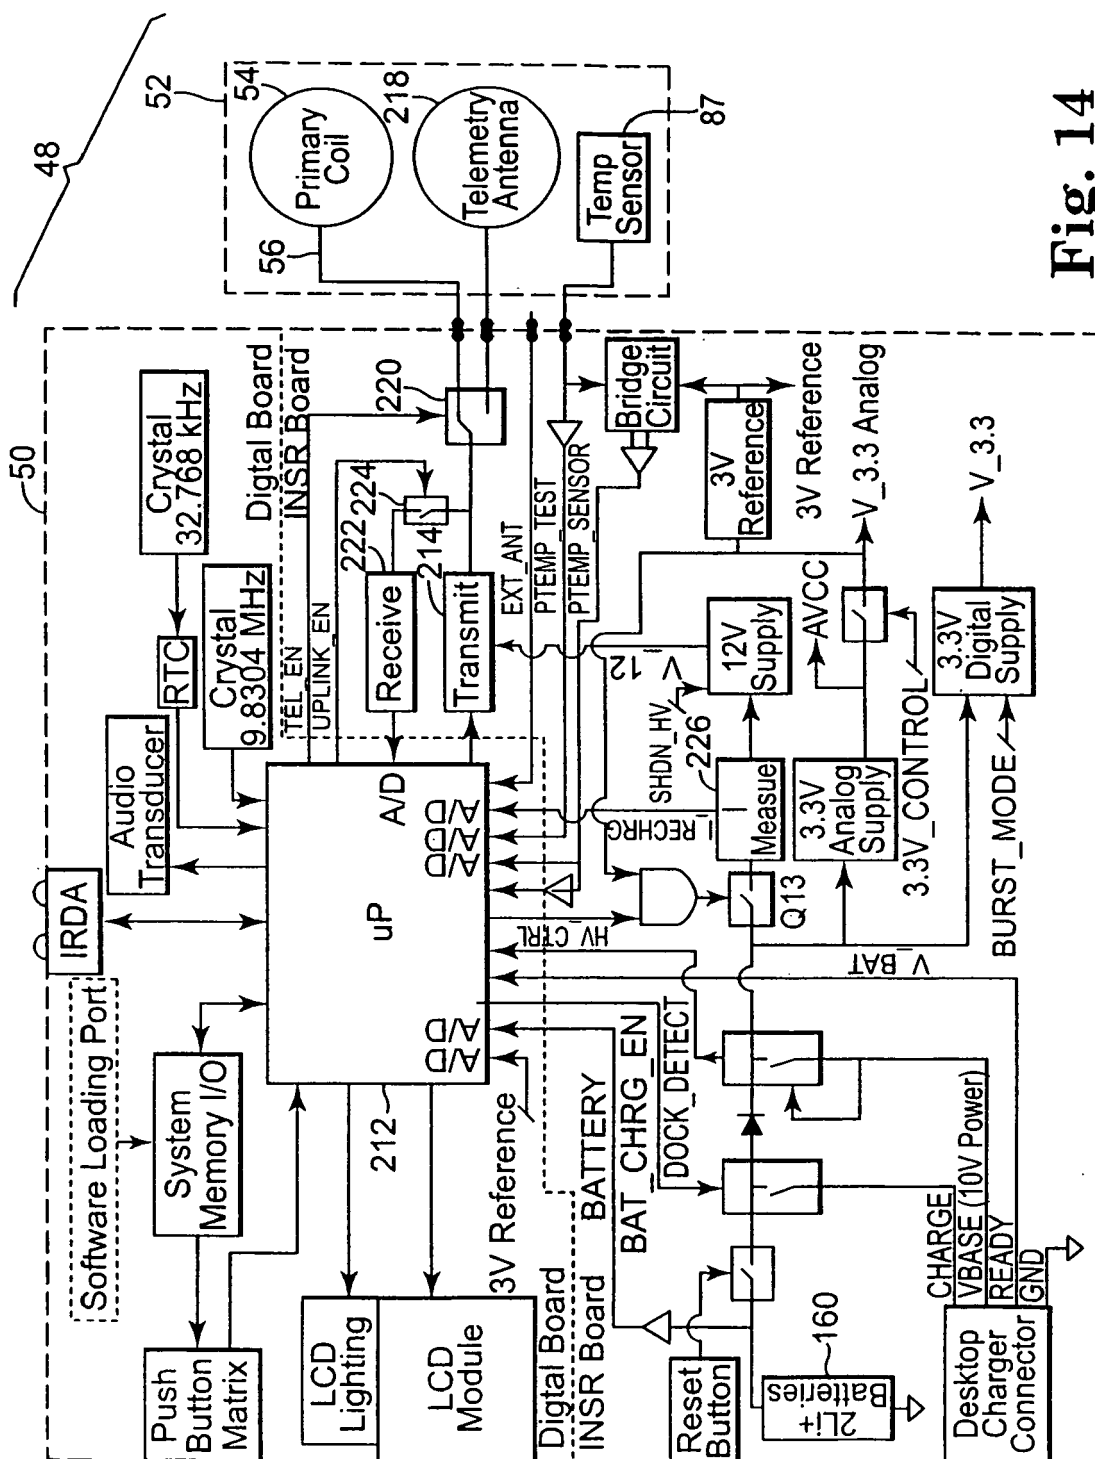 48
50
52
54
Primary
Coil
56
218
Telemetry
Antenna
Temp
Sensor
87
IRDA
Software Loading Port
Audio
Transducer
Crystal
32.768 kHz
RTC
Crystal
9.8304 MHz
System
Memory I/O
Push
Button
Matrix
LCD
Lighting
LCD
Module
212
uP
A/D
A/D
A/D
A/D
A/D
A/D
3V Reference
Digtal Board
INSR Board
Digital Board
INSR Board
TEL_EN
UPLINK_EN
220
224
222
Receive
214
Transmit
EXT_ANT
PTEMP_TEST
PTEMP_SENSOR
Bridge
Circuit
3V
Reference
3V Reference
V_3.3 Analog
V_3.3
V_12
12V
Supply
SHDN_HV
226
I_RECHRG
Measure
AVCC
3.3V
Analog
Supply
3.3V_CONTROL
3.3V
Digital
Supply
BURST_MODE
HV_CTRL
Q13
V_BAT
BATTERY
BAT_CHRG_EN
DOCK_DETECT
Reset
Button
160
2Li+
Batteries
CHARGE
VBASE (10V Power)
READY
GND
Desktop
Charger
Connector
Fig. 14